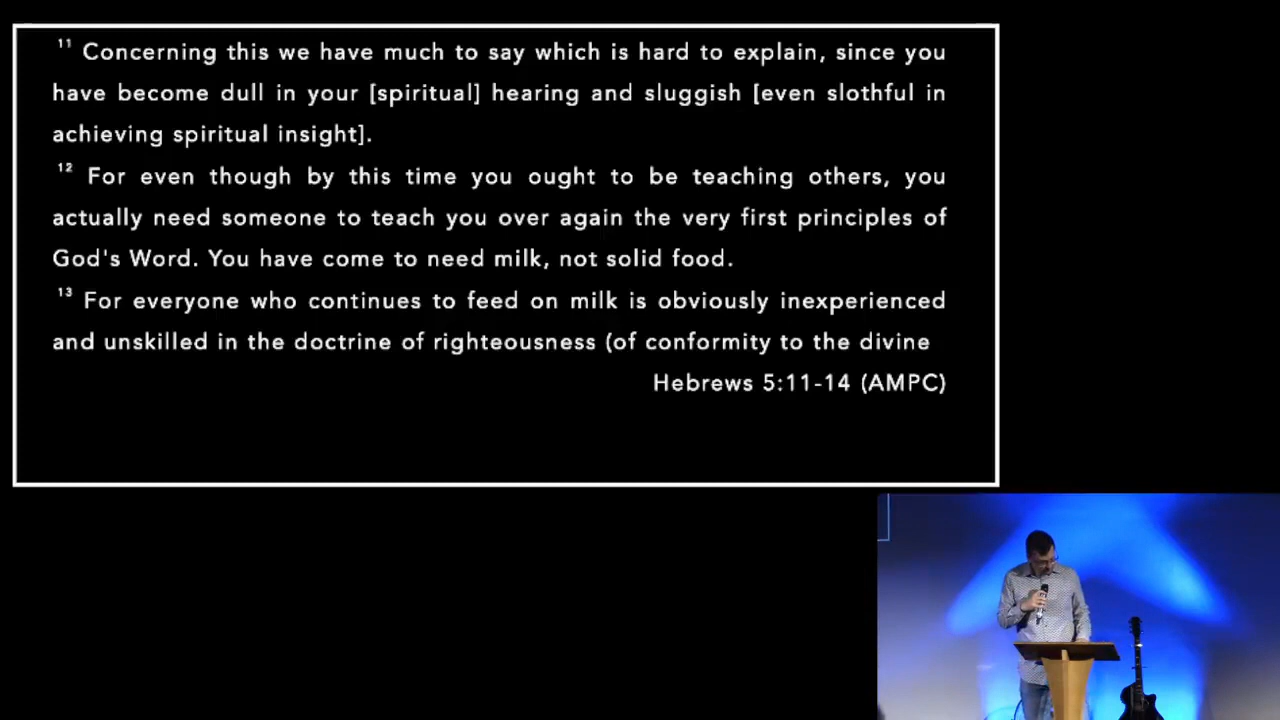 11 Concerning this we have much to say which is hard to explain, since you
have become dull in your [spiritual] hearing and sluggish [even slothful in
achieving spiritual insight].
12 For even though by this time you ought to be teaching others, you
actually need someone to teach you over again the very first principles of
God's Word. You have come to need milk, not solid food.
13 For everyone who continues to feed on milk is obviously inexperienced
and unskilled in the doctrine of righteousness (of conformity to the divine
Hebrews 5:11-14 (AMPC)